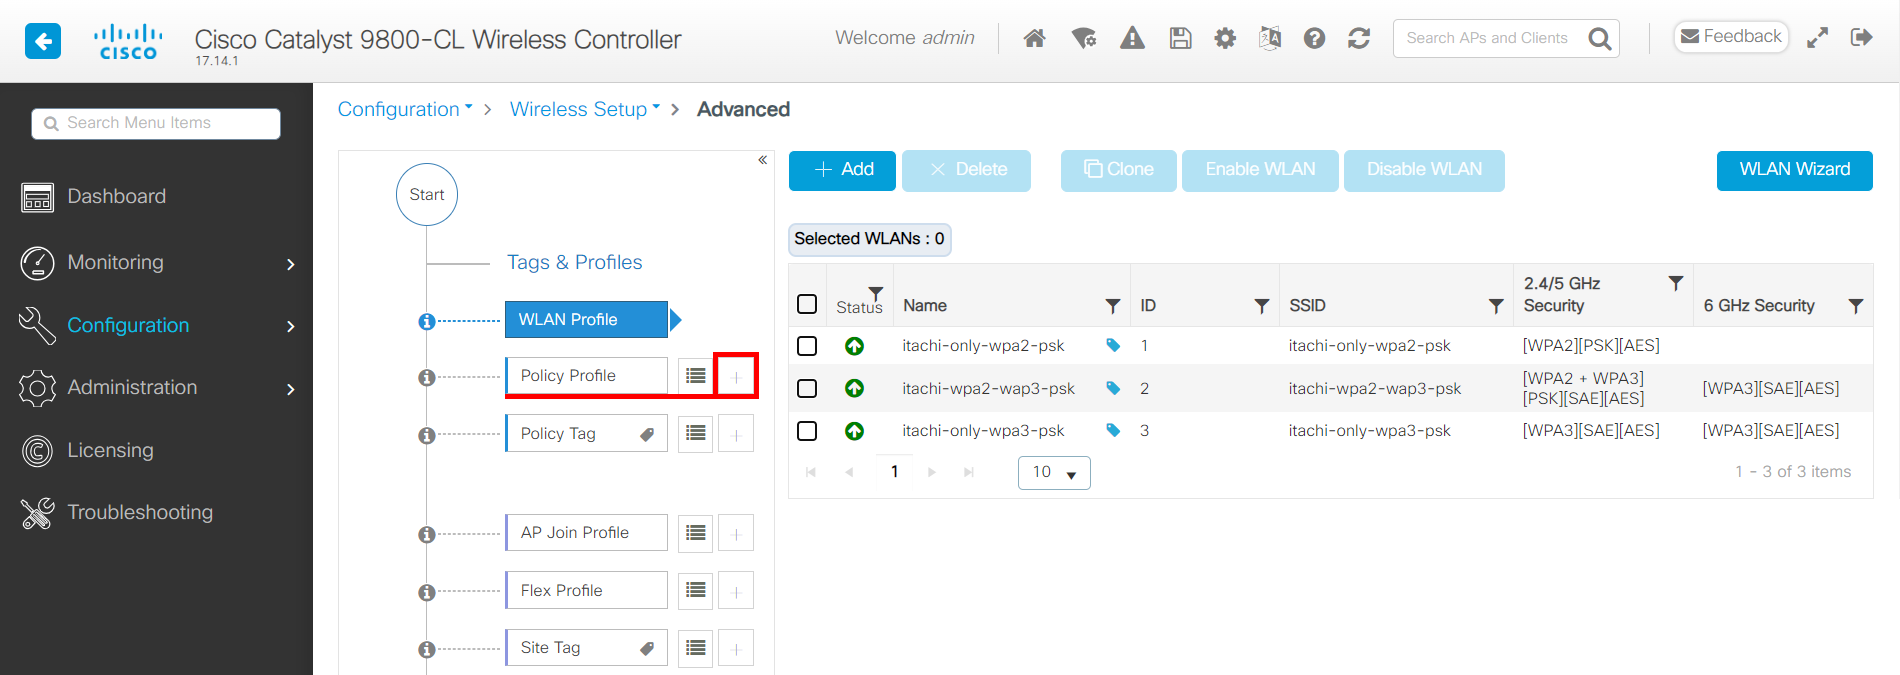 CISCO
Cisco Catalyst 9800-CL Wireless Controller
17.14.1
Welcome admin
Search APs and Clients
Feedback
Search Menu Items
Dashboard
Monitoring
Configuration
Administration
Licensing
Troubleshooting
Configuration > Wireless Setup > Advanced
«
Start
Tags & Profiles
WLAN Profile
Policy Profile
Policy Tag
AP Join Profile
Flex Profile
Site Tag
+ Add
× Delete
Clone
Enable WLAN
Disable WLAN
WLAN Wizard
Selected WLANs : 0
Status Name ID SSID 2.4/5 GHz Security 6 GHz Security
itachi-only-wpa2-psk 1 itachi-only-wpa2-psk [WPA2][PSK][AES]
itachi-wpa2-wap3-psk 2 itachi-wpa2-wap3-psk [WPA2 + WPA3][PSK][SAE][AES] [WPA3][SAE][AES]
itachi-only-wpa3-psk 3 itachi-only-wpa3-psk [WPA3][SAE][AES] [WPA3][SAE][AES]
1 10 1 - 3 of 3 items